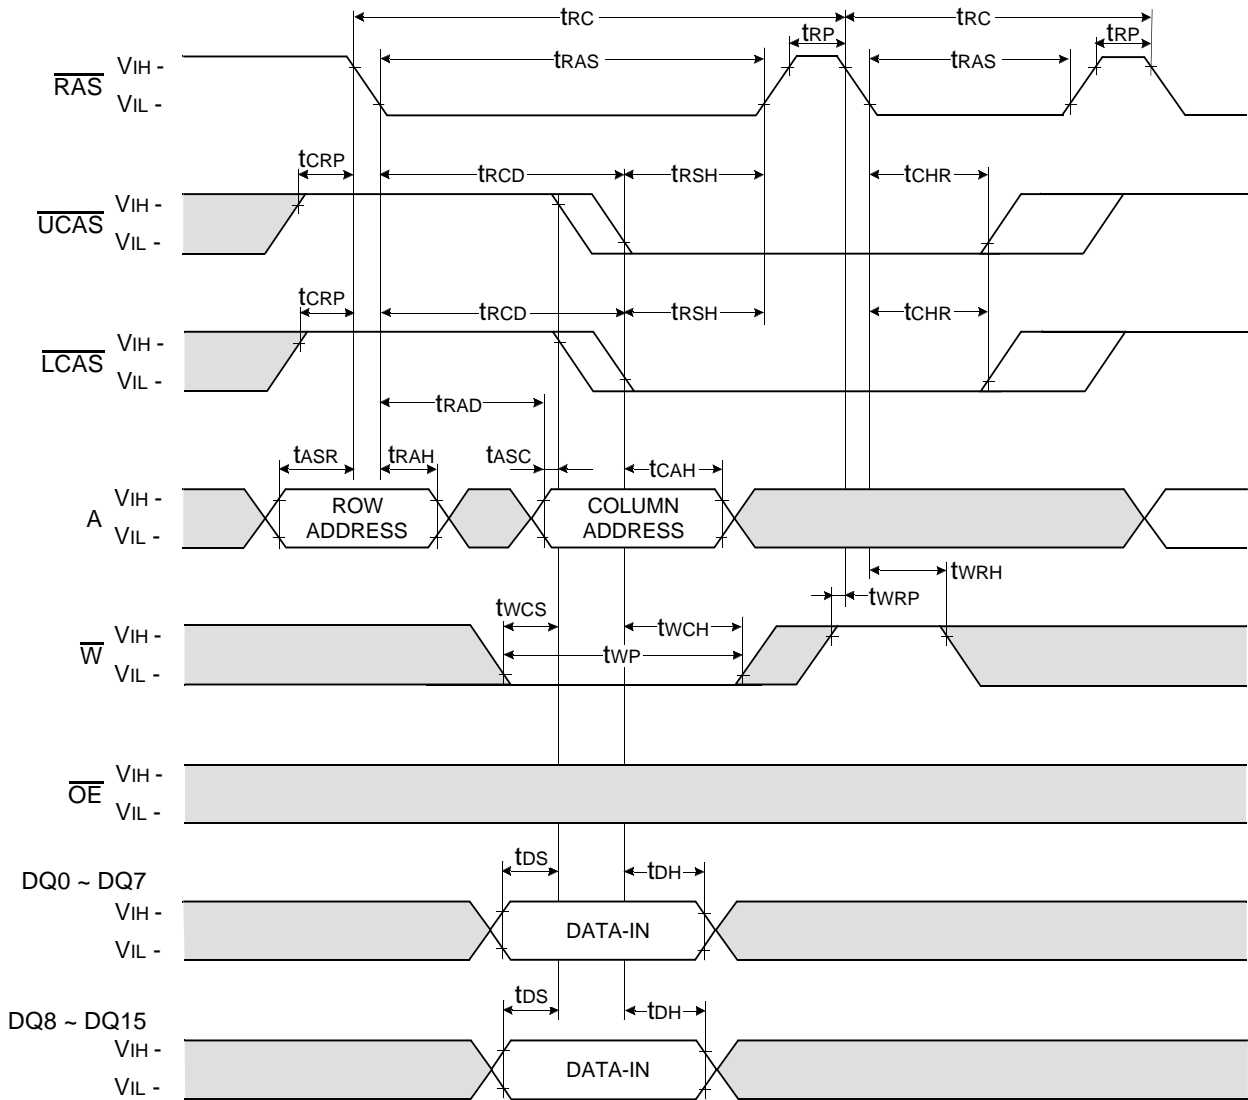 tRC tRC
tRP tRP
tRAS tRAS
RAS
VIH -
VIL -
tCRP tRCD tRSH tCHR
UCAS
VIH -
VIL -
tCRP tRCD tRSH tCHR
LCAS
VIH -
VIL -
tRAD
tASR tRAH tASC tCAH
A
VIH -
VIL -
ROW
ADDRESS
COLUMN
ADDRESS
tWRH
tWRP
tWCS tWCH
tWP
W
VIH -
VIL -
OE
VIH -
VIL -
tDS tDH
DQ0 ~ DQ7
VIH -
VIL -
DATA-IN
tDS tDH
DQ8 ~ DQ15
VIH -
VIL -
DATA-IN